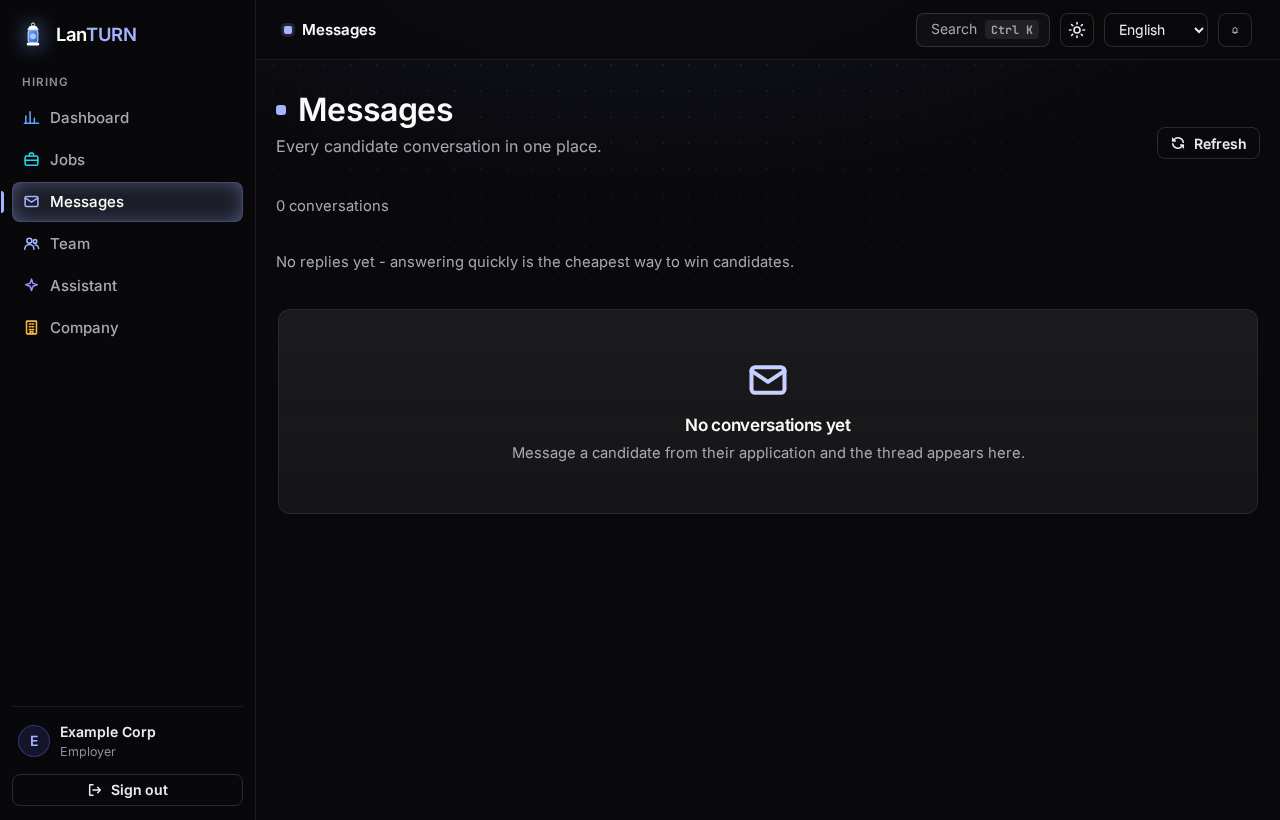 LanTURN
HIRING
Dashboard
Jobs
Messages
Team
Assistant
Company
Example Corp
E
Employer
Sign out
Messages
Search Ctrl K
English
Messages
Every candidate conversation in one place.
Refresh
0 conversations
No replies yet - answering quickly is the cheapest way to win candidates.
No conversations yet
Message a candidate from their application and the thread appears here.